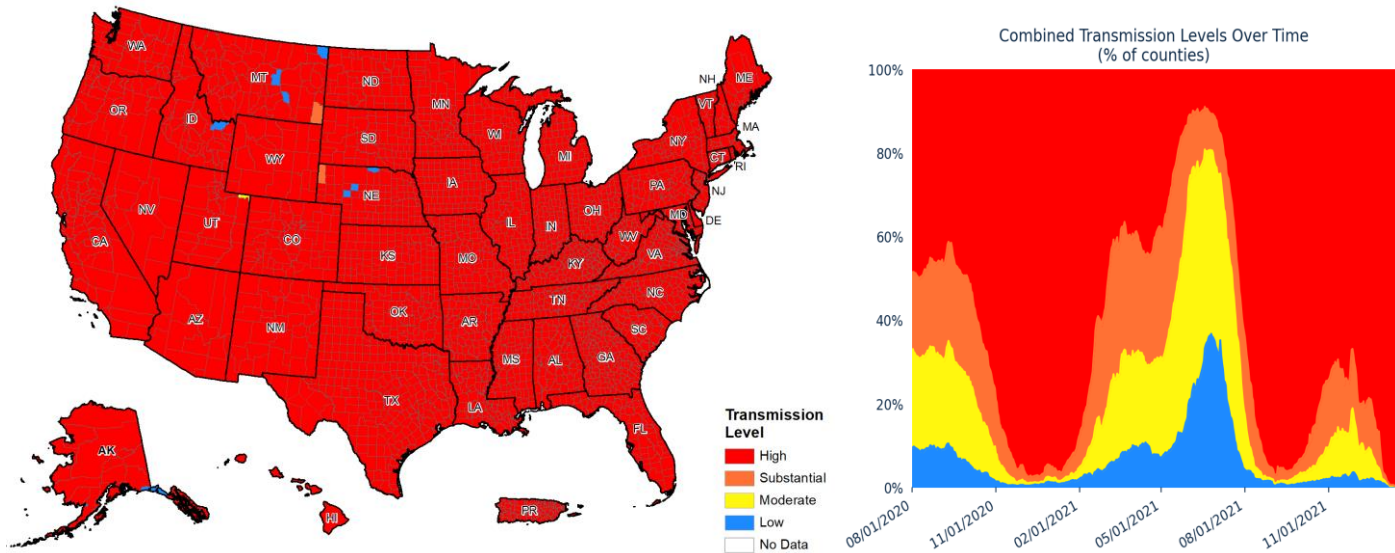 WA
OR
CA
NV
ID
MT
WY
UT
AZ
CO
NM
ND
SD
NE
KS
OK
TX
MN
IA
MO
AR
LA
WI
IL
MS
MI
IN
KY
TN
AL
OH
WV
GA
FL
SC
NC
VA
PA
NY
MD
DE
NJ
CT
RI
MA
VT
NH
ME
AK
HI
PR
Transmission
Level
High
Substantial
Moderate
Low
No Data
Combined Transmission Levels Over Time
(% of counties)
100%
80%
60%
40%
20%
0%
08/01/2020
11/01/2020
02/01/2021
05/01/2021
08/01/2021
11/01/2021